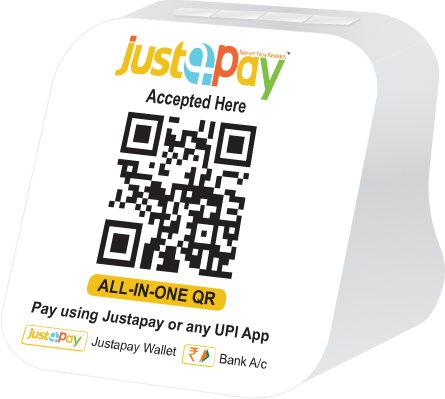 justapay
Accepted Here
ALL-IN-ONE QR
Pay using Justapay or any UPI App
justapay Justapay Wallet ₹ Bank A/c